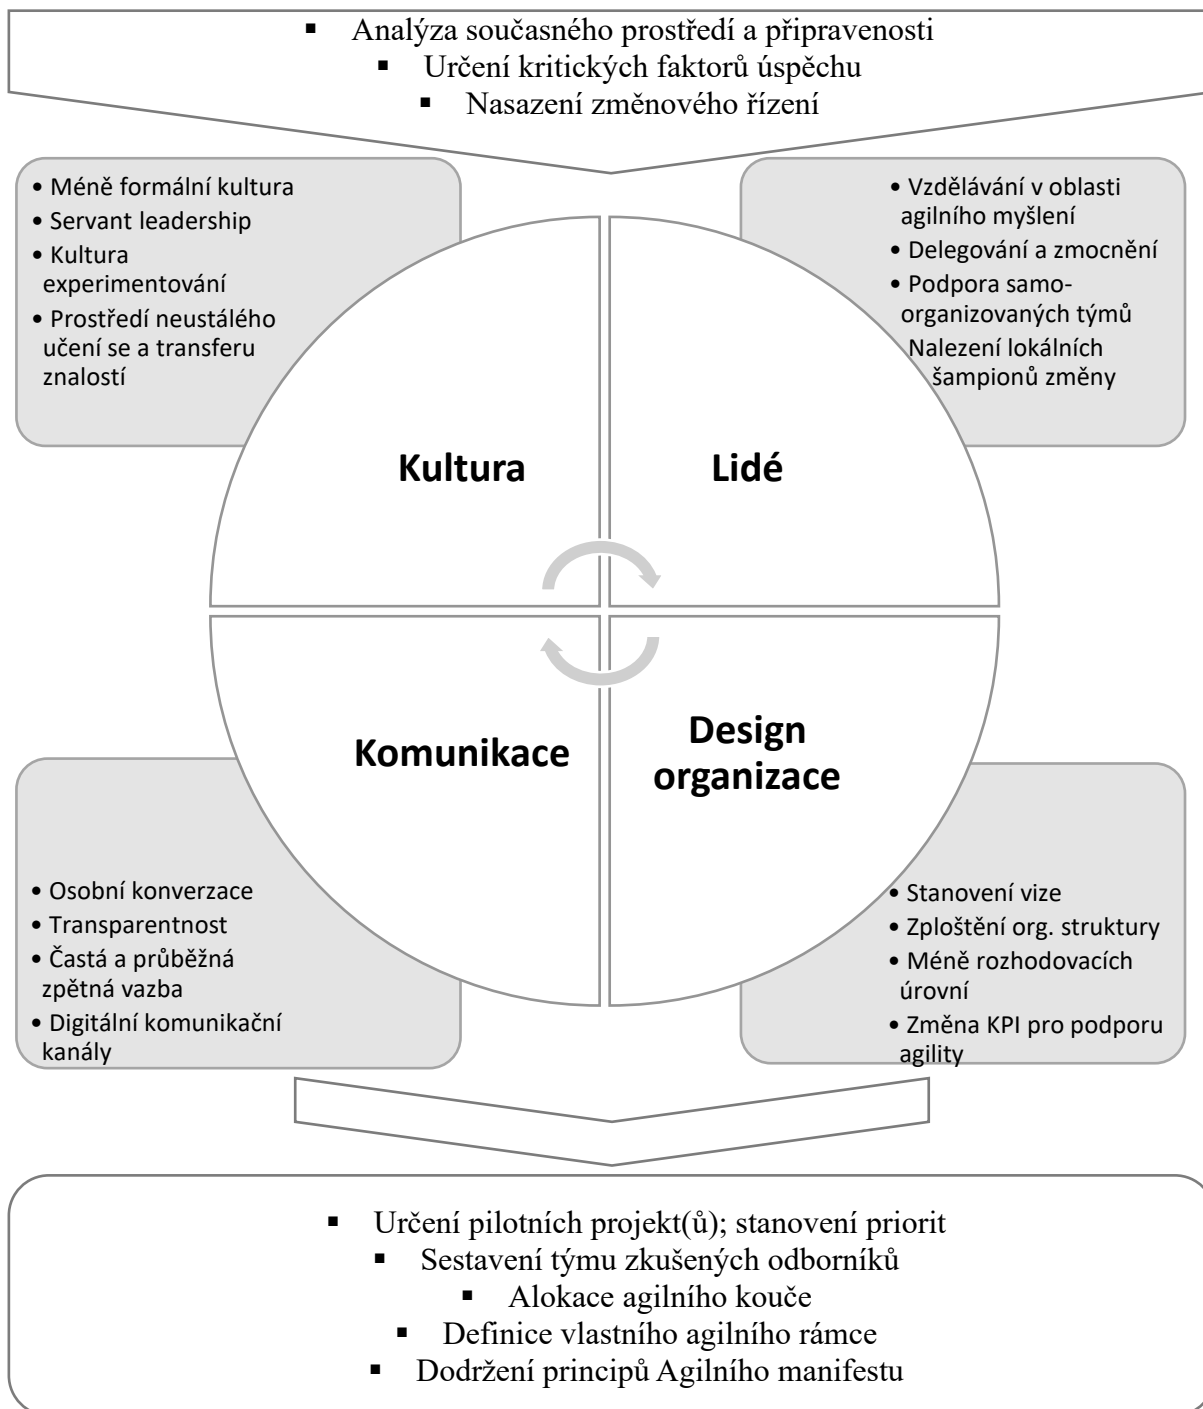 ▪ Analýza současného prostředí a připravenosti
▪ Určení kritických faktorů úspěchu
▪ Nasazení změnového řízení
• Méně formální kultura
• Servant leadership
• Kultura
experimentování
• Prostředí neustálého
učení se a transferu
znalostí
• Vzdělávání v oblasti
agilního myšlení
• Delegování a zmocnění
• Podpora samo-
organizovaných týmů
Nalezení lokálních
šampionů změny
Kultura
Lidé
Komunikace
Design
organizace
• Osobní konverzace
• Transparentnost
• Častá a průběžná
zpětná vazba
• Digitální komunikační
kanály
• Stanovení vize
• Zploštění org. struktury
• Méně rozhodovacích
úrovní
• Změna KPI pro podporu
agility
▪ Určení pilotních projekt(ů); stanovení priorit
▪ Sestavení týmu zkušených odborníků
▪ Alokace agilního kouče
▪ Definice vlastního agilního rámce
▪ Dodržení principů Agilního manifestu